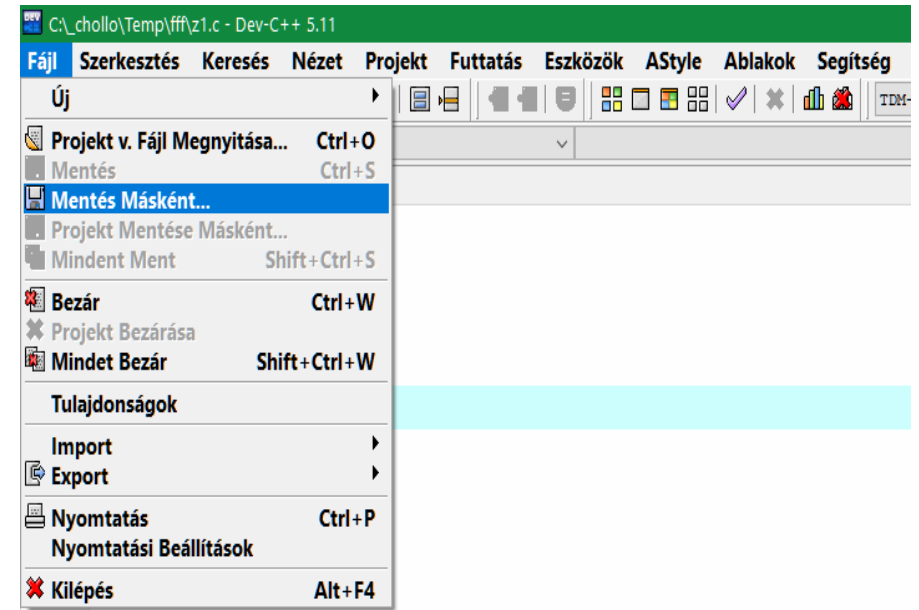 C:\_chollo\Temp\fff\z1.c - Dev-C++ 5.11
Fájl Szerkesztés Keresés Nézet Projekt Futtatás Eszközök AStyle Ablakok Segítség
Új
TDM-
Projekt v. Fájl Megnyitása... Ctrl+O
Mentés Ctrl+S
Mentés Másként...
Projekt Mentése Másként...
Mindent Ment Shift+Ctrl+S
Bezár Ctrl+W
Projekt Bezárása
Mindet Bezár Shift+Ctrl+W
Tulajdonságok
Import
Export
Nyomtatás Ctrl+P
Nyomtatási Beállítások
Kilépés Alt+F4